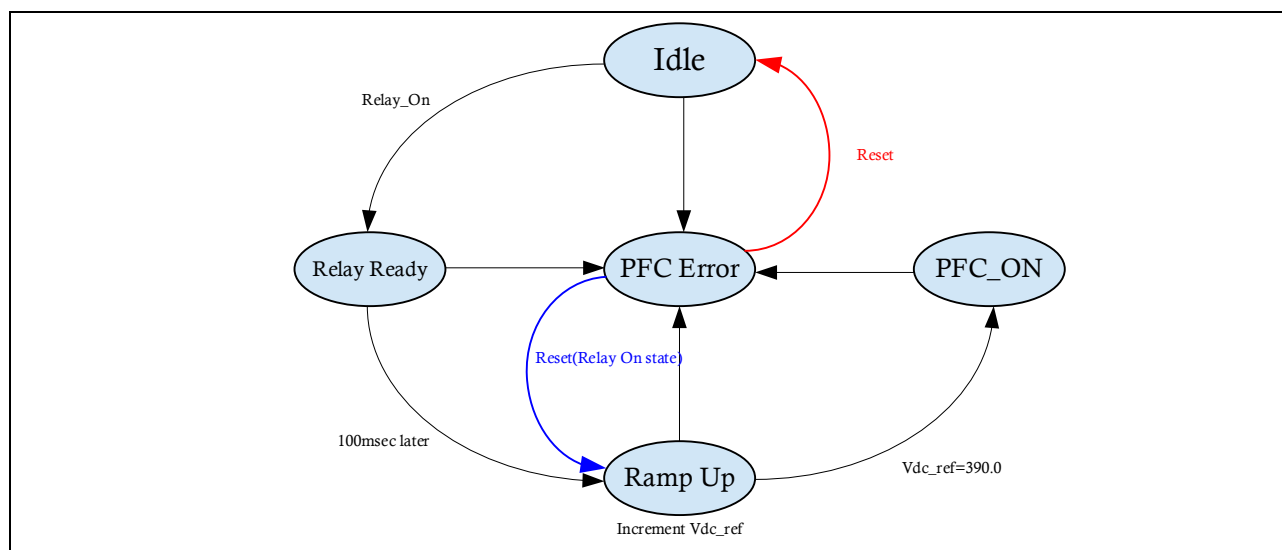 Idle
Relay_On
Reset
Relay Ready
PFC Error
PFC_ON
Reset(Relay On state)
100msec later
Ramp Up
Vdc_ref=390.0
Increment Vdc_ref